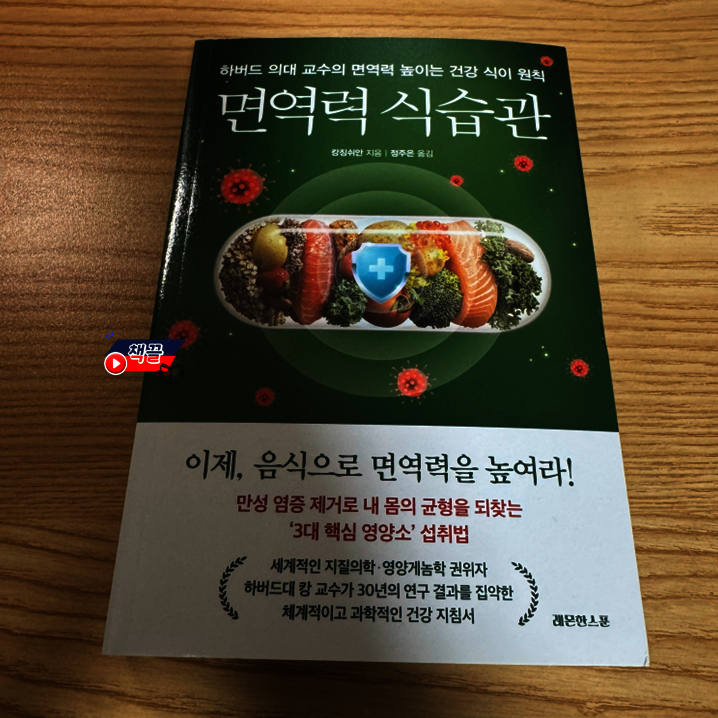 하버드 의대 교수의 면역력 높이는 건강 식이 원칙
면역력 식습관
캉징쉬안 지음 | 정주은 옮김
책끌
이제, 음식으로 면역력을 높여라!
만성 염증 제거로 내 몸의 균형을 되찾는
‘3대 핵심 영양소’ 섭취법
세계적인 지질의학·영양게놈학 권위자
하버드대 캉 교수가 30년의 연구 결과를 집약한
체계적이고 과학적인 건강 지침서
레몬한스푼